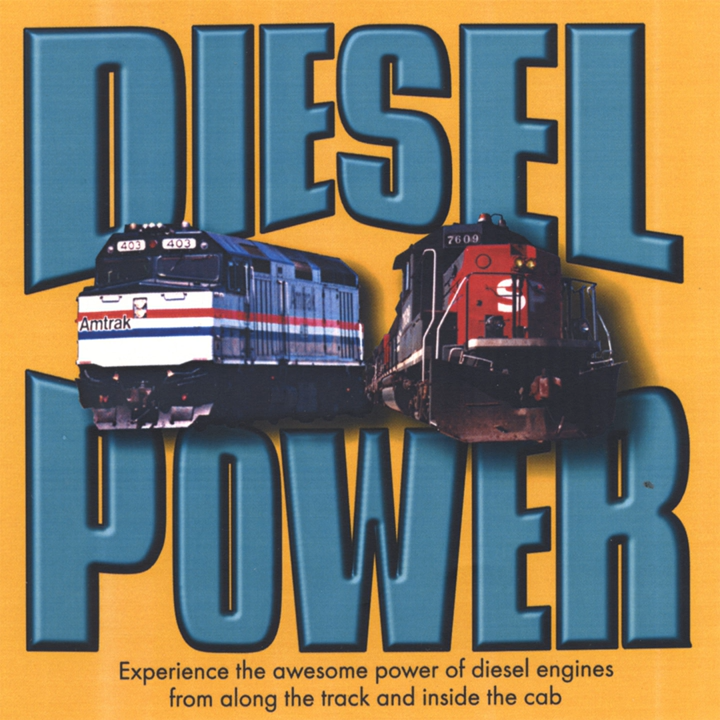 DIESEL
403 403
7609
Amtrak
S
POWER
Experience the awesome power of diesel engines
from along the track and inside the cab